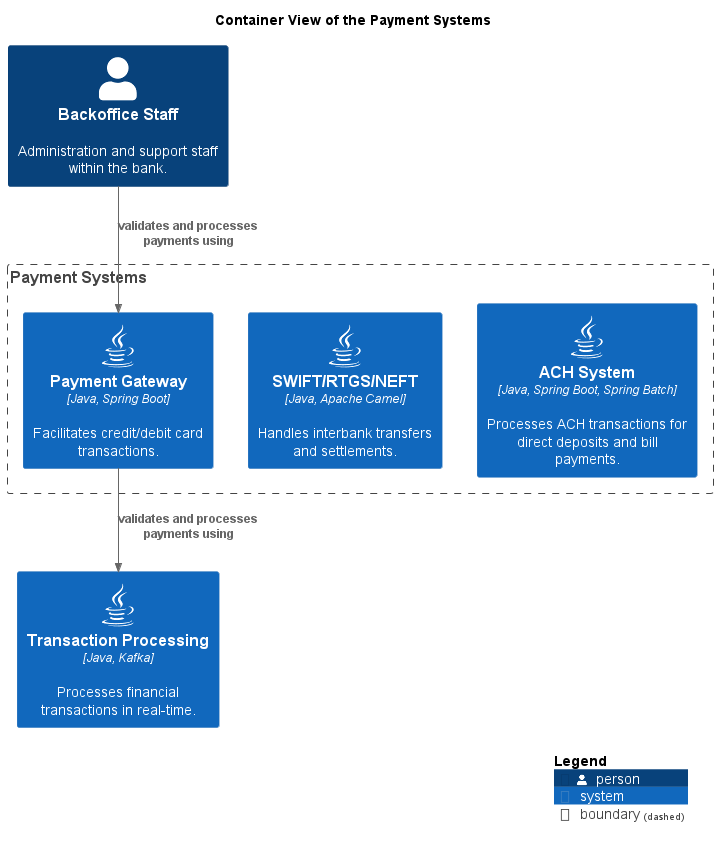 Container View of the Payment Systems
Backoffice Staff
Administration and support staff
within the bank.
validates and processes
payments using
Payment Systems
Payment Gateway
[Java, Spring Boot]
Facilitates credit/debit card
transactions.
SWIFT/RTGS/NEFT
[Java, Apache Camel]
Handles interbank transfers
and settlements.
ACH System
[Java, Spring Boot, Spring Batch]
Processes ACH transactions for
direct deposits and bill
payments.
validates and processes
payments using
Transaction Processing
[Java, Kafka]
Processes financial
transactions in real-time.
Legend
person
system
boundary (dashed)